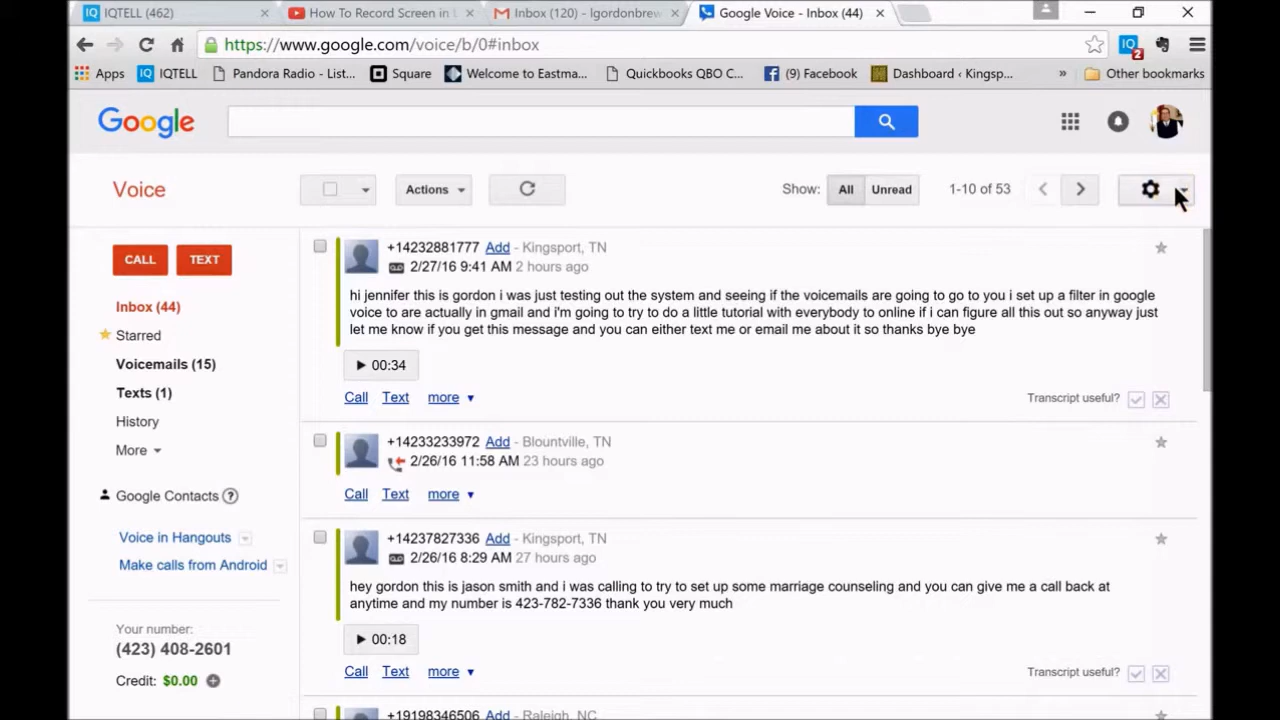 IQTELL (462)
How To Record Screen in L
Inbox (120) - lgordonbrew
Google Voice - Inbox (44)
https://www.google.com/voice/b/0#inbox
IQ
2
Apps
IQ
IQTELL
Pandora Radio - List...
Square
Welcome to Eastma...
Quickbooks QBO C...
(9) Facebook
Dashboard ‹ Kingsp...
»
Other bookmarks
Google
Voice
Actions
Show:
All
Unread
1-10 of 53
CALL
TEXT
Inbox (44)
Starred
Voicemails (15)
Texts (1)
History
More
Google Contacts ?
Voice in Hangouts
Make calls from Android
Your number:
(423) 408-2601
Credit: $0.00
+14232881777 Add - Kingsport, TN
2/27/16 9:41 AM 2 hours ago
hi jennifer this is gordon i was just testing out the system and seeing if the voicemails are going to go to you i set up a filter in google
voice to are actually in gmail and i'm going to try to do a little tutorial with everybody to online if i can figure all this out so anyway just
let me know if you get this message and you can either text me or email me about it so thanks bye bye
00:34
Call Text more
Transcript useful?
+14233233972 Add - Blountville, TN
2/26/16 11:58 AM 23 hours ago
Call Text more
+14237827336 Add - Kingsport, TN
2/26/16 8:29 AM 27 hours ago
hey gordon this is jason smith and i was calling to try to set up some marriage counseling and you can give me a call back at
anytime and my number is 423-782-7336 thank you very much
00:18
Call Text more
Transcript useful?
+19198346506 Add - Raleigh, NC